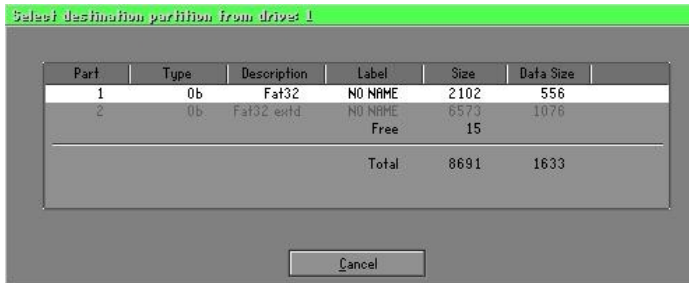 Select destination partition from drive: 1
Part Type Description Label Size Data Size
1 0b Fat32 NO NAME 2102 556
2 0b Fat32 extd NO NAME 6573 1076
Free 15
Total 8691 1633
Cancel